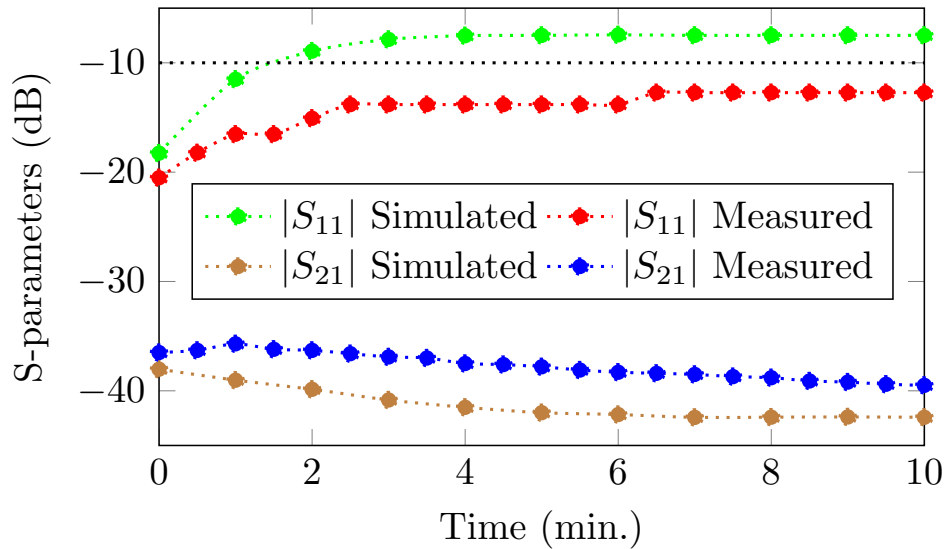 S-parameters (dB)
−10
−20
−30
−40
|S₁₁| Simulated |S₁₁| Measured
|S₂₁| Simulated |S₂₁| Measured
0 2 4 6 8 10
Time (min.)